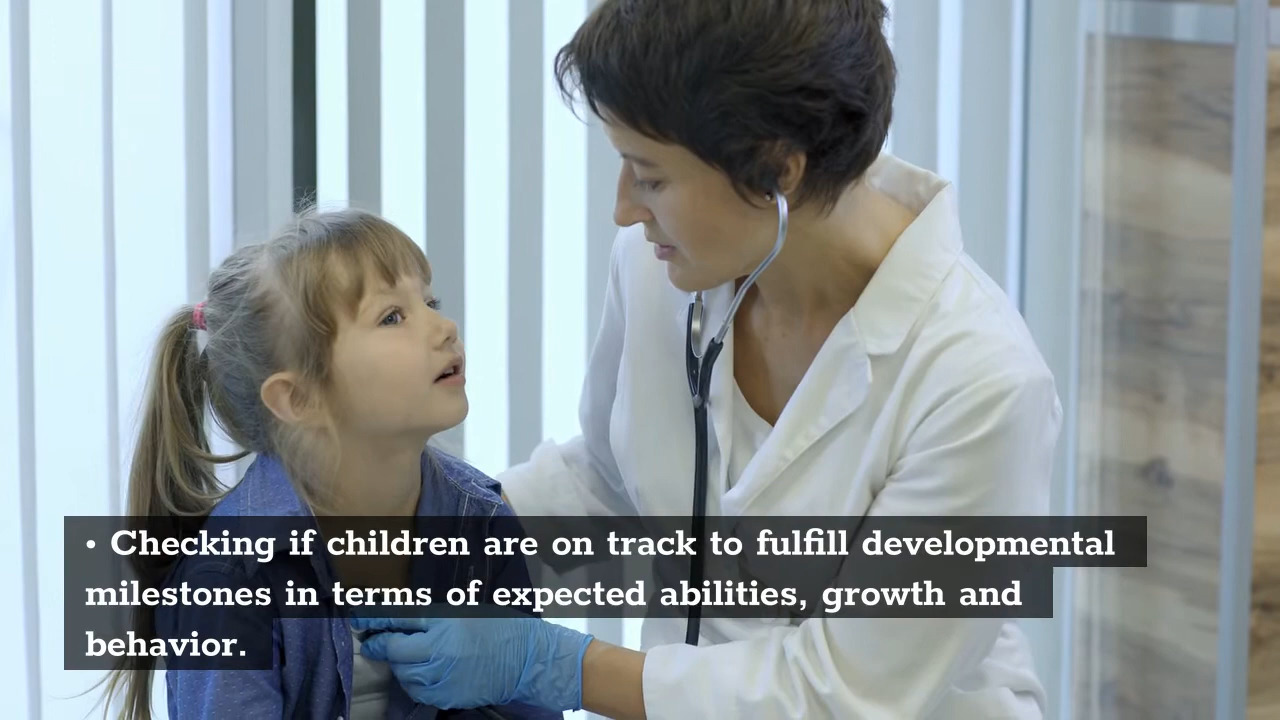 • Checking if children are on track to fulfill developmental
milestones in terms of expected abilities, growth and
behavior.